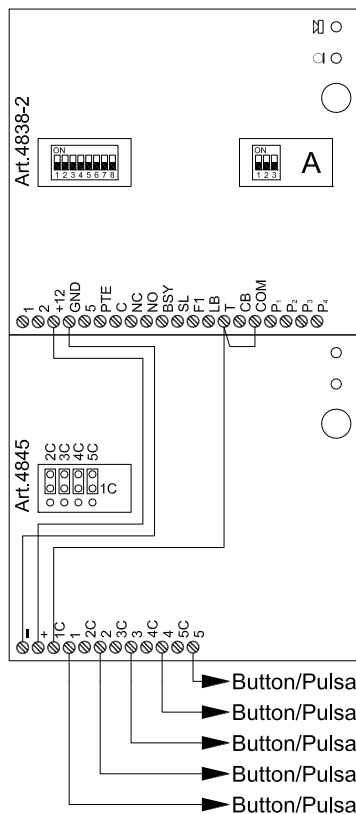 Art.4838-2
ON
1 2 3 4 5 6 7 8
ON
1 2 3
A
1
2
+12
GND
5
PTE
C
NC
NO
BSY
SL
F1
LB
T
CB
COM
P1
P2
P3
P4
Art.4845
2C
3C
4C
5C
1C
-
+
1C
1
2C
2
3C
3
4C
4
5C
5
Button/Pulsa
Button/Pulsa
Button/Pulsa
Button/Pulsa
Button/Pulsa